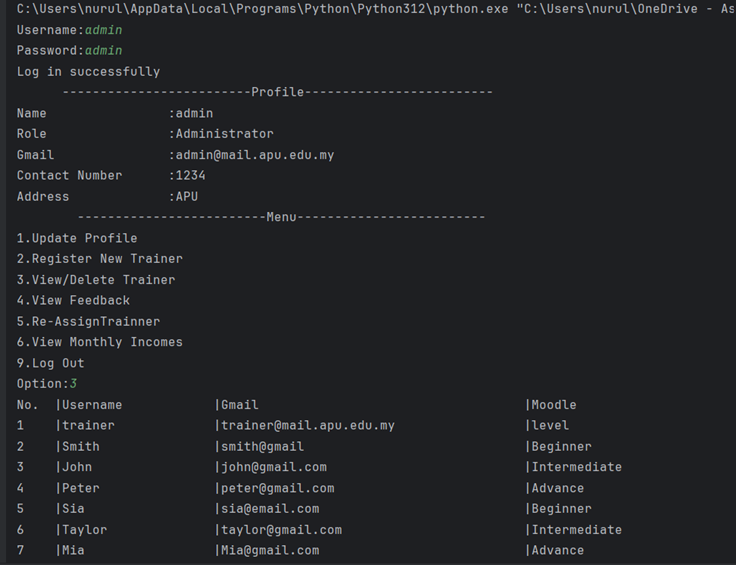 C:\Users\nurul\AppData\Local\Programs\Python\Python312\python.exe "C:\Users\nurul\OneDrive - As
Username:admin
Password:admin
Log in successfully
-------------------------Profile-------------------------
Name                :admin
Role                :Administrator
Gmail               :admin@mail.apu.edu.my
Contact Number      :1234
Address             :APU
-------------------------Menu-------------------------
1.Update Profile
2.Register New Trainer
3.View/Delete Trainer
4.View Feedback
5.Re-AssignTrainner
6.View Monthly Incomes
9.Log Out
Option:3
No.  |Username            |Gmail                                   |Moodle
1    |trainer             |trainer@mail.apu.edu.my                 |level
2    |Smith               |smith@gmail                             |Beginner
3    |John                |john@gmail.com                          |Intermediate
4    |Peter               |peter@gmail.com                         |Advance
5    |Sia                 |sia@email.com                           |Beginner
6    |Taylor              |taylor@gmail.com                        |Intermediate
7    |Mia                 |Mia@gmail.com                           |Advance